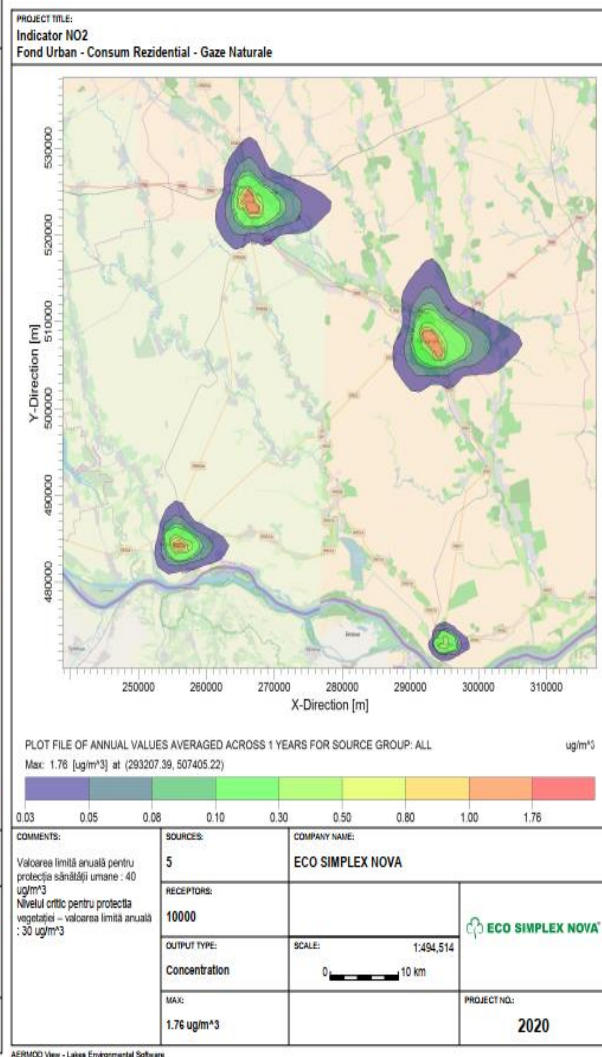 PROJECT TITLE:
Indicator NO2
Fond Urban - Consum Rezidential - Gaze Naturale
Y-Direction [m]
530000
520000
510000
500000
490000
480000
250000 260000 270000 280000 290000 300000 310000
X-Direction [m]
PLOT FILE OF ANNUAL VALUES AVERAGED ACROSS 1 YEARS FOR SOURCE GROUP: ALL ug/m^3
Max: 1.76 [ug/m^3] at (293207.39, 507405.22)
0.03 0.05 0.08 0.10 0.30 0.50 0.80 1.00 1.76
COMMENTS:
Valoarea limită anuală pentru
protecția sănătății umane : 40
ug/m^3
Nivelul critic pentru protectia
vegetației – valoarea limită anuală
: 30 ug/m^3
SOURCES:
5
COMPANY NAME:
ECO SIMPLEX NOVA
RECEPTORS:
10000
ECO SIMPLEX NOVA
OUTPUT TYPE:
Concentration
SCALE: 1:494,514
0 10 km
MAX:
1.76 ug/m^3
PROJECT NO.:
2020
AERMOD View - Lakes Environmental Software